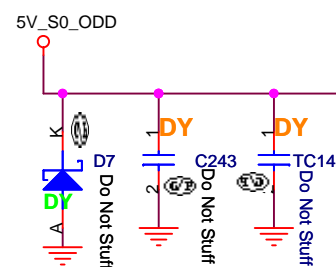 5V_S0_ODD
K
D7
DY
A
Do Not Stuff
1
DY
C243
2
Do Not Stuff
1
DY
TC14
Do Not Stuff